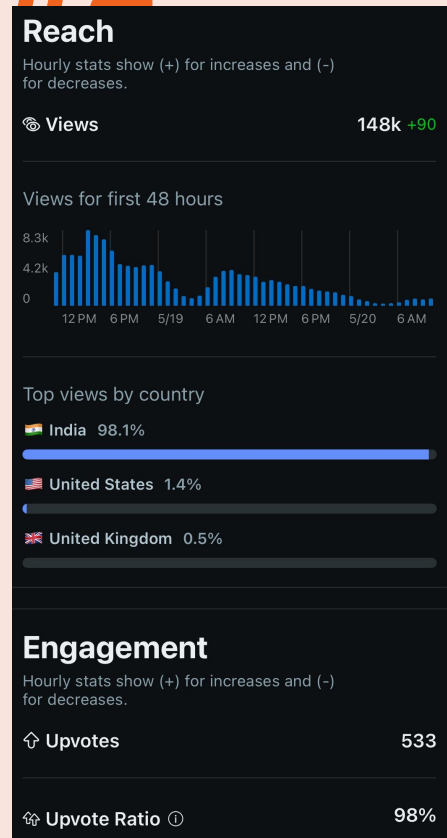 Reach
Hourly stats show (+) for increases and (-)
for decreases.
Views 148k +90
Views for first 48 hours
8.3k
4.2k
0
12 PM 6 PM 5/19 6 AM 12 PM 6 PM 5/20 6 AM
Top views by country
India 98.1%
United States 1.4%
United Kingdom 0.5%
Engagement
Hourly stats show (+) for increases and (-)
for decreases.
Upvotes 533
Upvote Ratio 98%